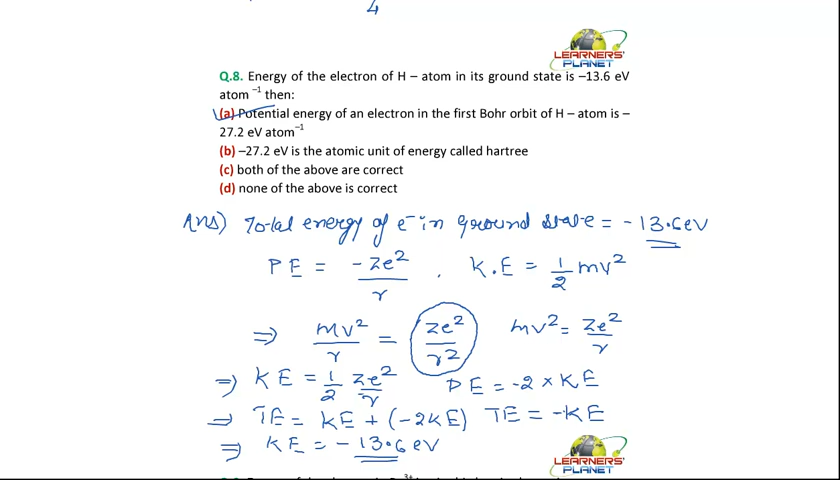 4
LEARNERS'
PLANET
Q.8. Energy of the electron of H – atom in its ground state is –13.6 eV
atom ⁻¹ then:
(a) Potential energy of an electron in the first Bohr orbit of H – atom is –
27.2 eV atom⁻¹
(b) –27.2 eV is the atomic unit of energy called hartree
(c) both of the above are correct
(d) none of the above is correct
Ans) Total energy of e⁻ in ground state = -13.6eV
PE = -ze²/r . K.E = 1/2 mv²
⇒ mv²/r = ze²/r² mv² = ze²/r
⇒ KE = 1/2 ze²/r PE = -2 × KE
⇒ TE = KE + (-2KE) TE = -KE
⇒ KE = -13.6 eV
LEARNERS'
PLANET